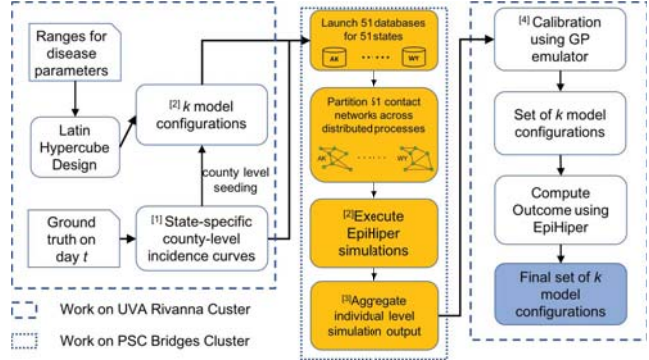 Ranges for
disease
parameters
Latin
Hypercube
Design
[2] k model
configurations
county level
seeding
Ground
truth on
day t
[1] State-specific
county-level
incidence curves
Work on UVA Rivanna Custer
Work on PSC Bridges Cluster
Launch 51 databases
for 51 states
AK
WY
Partition 51 contact
networks across
distributed processes
AK
WY
[2]Execute
EpiHiper
simulations
[3]Aggregate
individual level
simulation output
[4] Calibration
using GP
emulator
Set of k model
configurations
Compute
Outcome using
EpiHiper
Final set of k
model
configurations